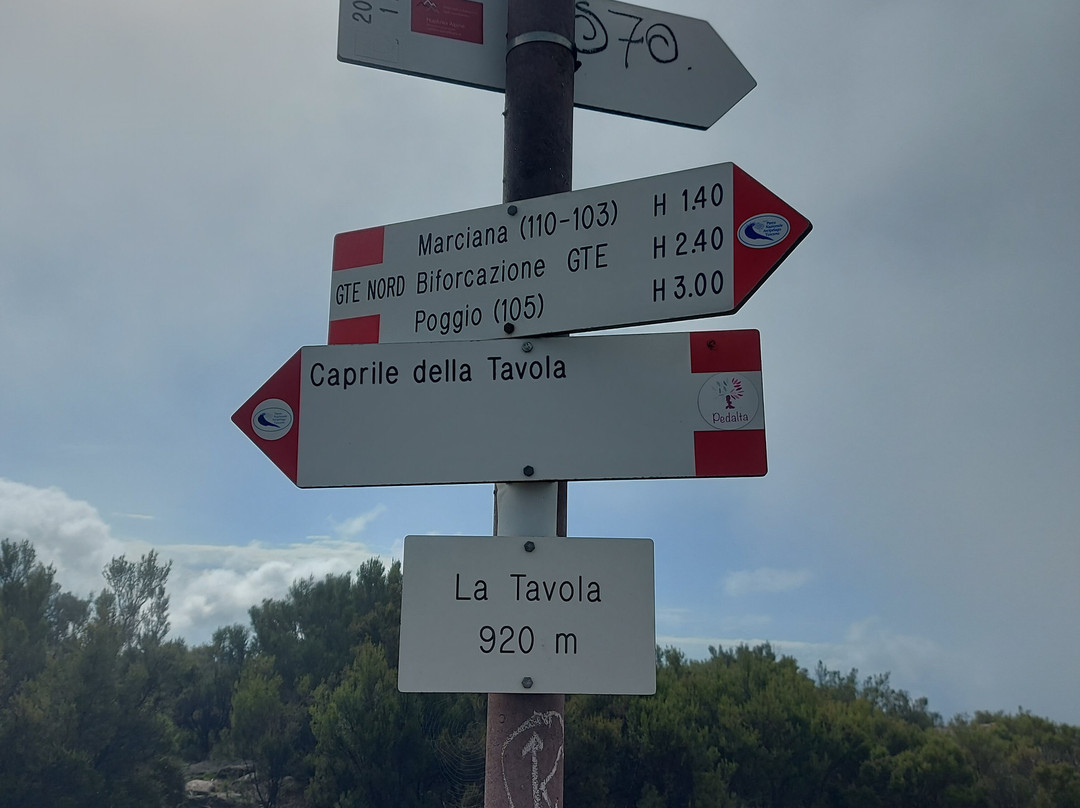 S70.
Marciana (110-103) H 1.40
GTE NORD Biforcazione GTE H 2.40
Poggio (105) H 3.00
Caprile della Tavola
Pedalta
La Tavola
920 m